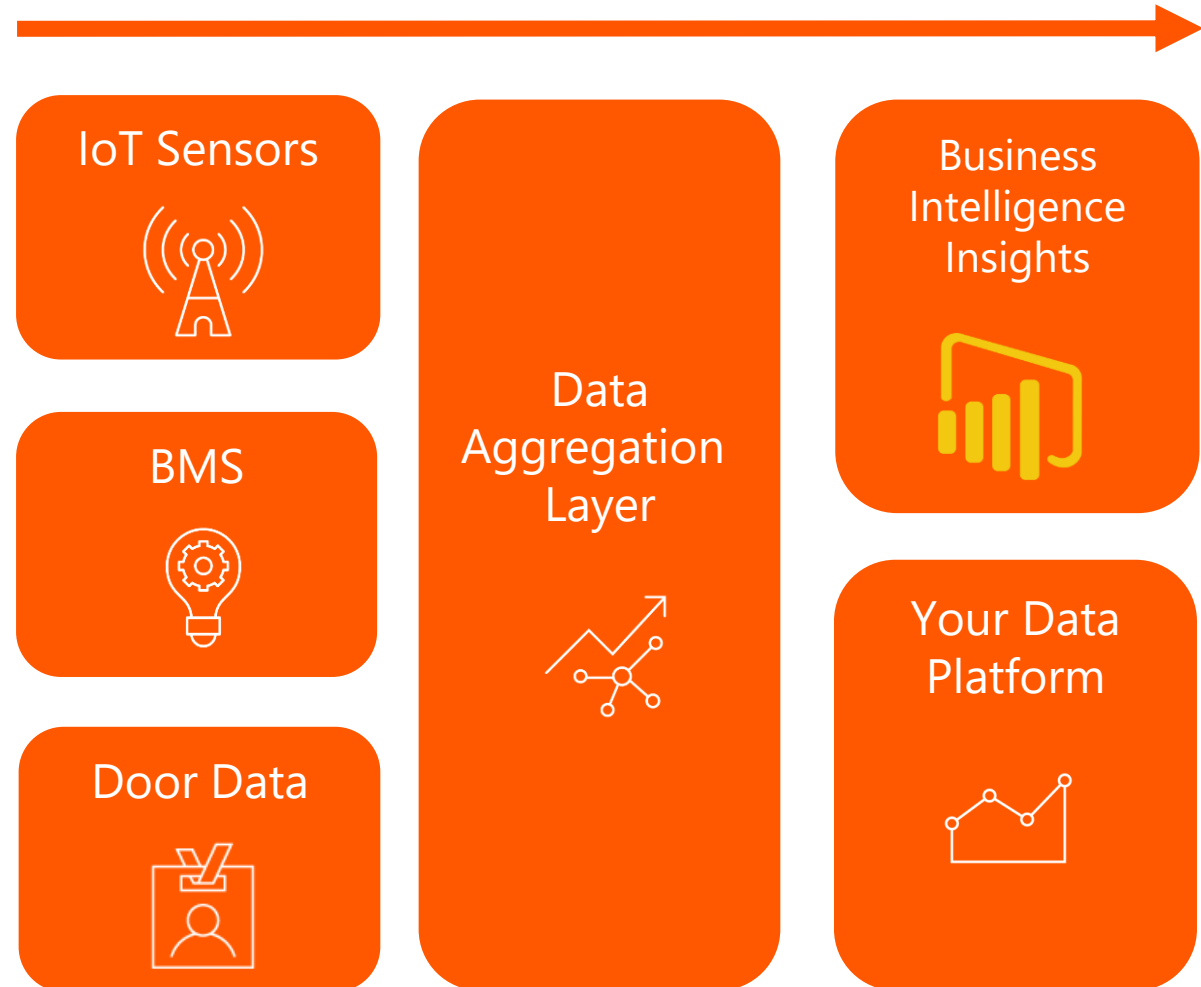 IoT Sensors
BMS
Door Data
Data
Aggregation
Layer
Business
Intelligence
Insights
Your Data
Platform